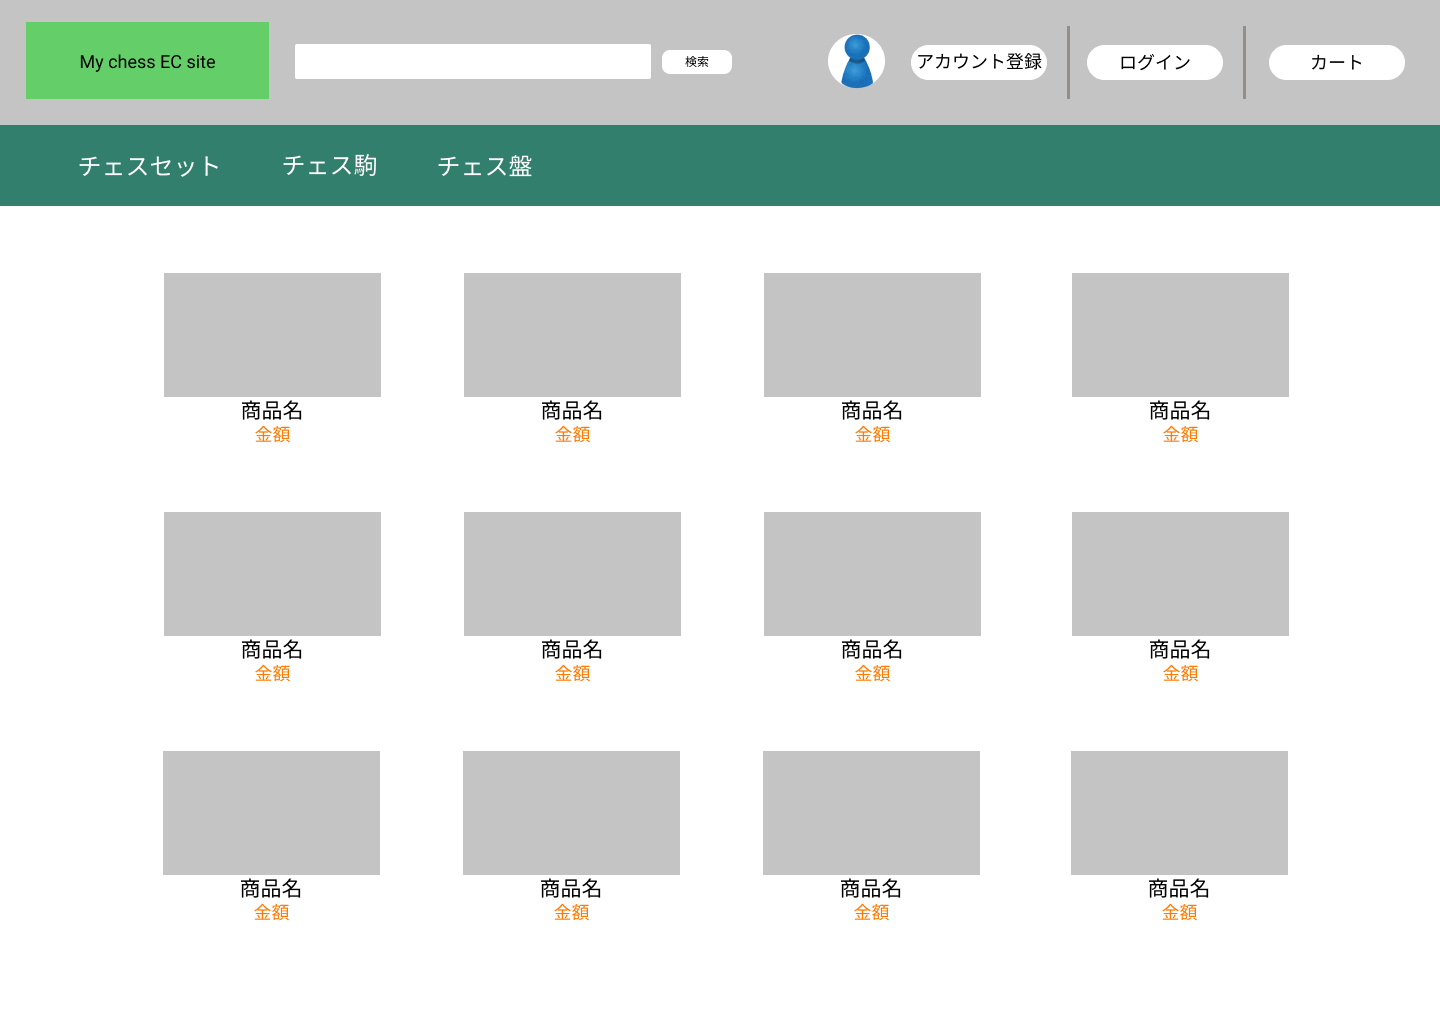 My chess EC site
検索
アカウント登録
ログイン
カート
チェスセット
チェス駒
チェス盤
商品名
金額
商品名
金額
商品名
金額
商品名
金額
商品名
金額
商品名
金額
商品名
金額
商品名
金額
商品名
金額
商品名
金額
商品名
金額
商品名
金額